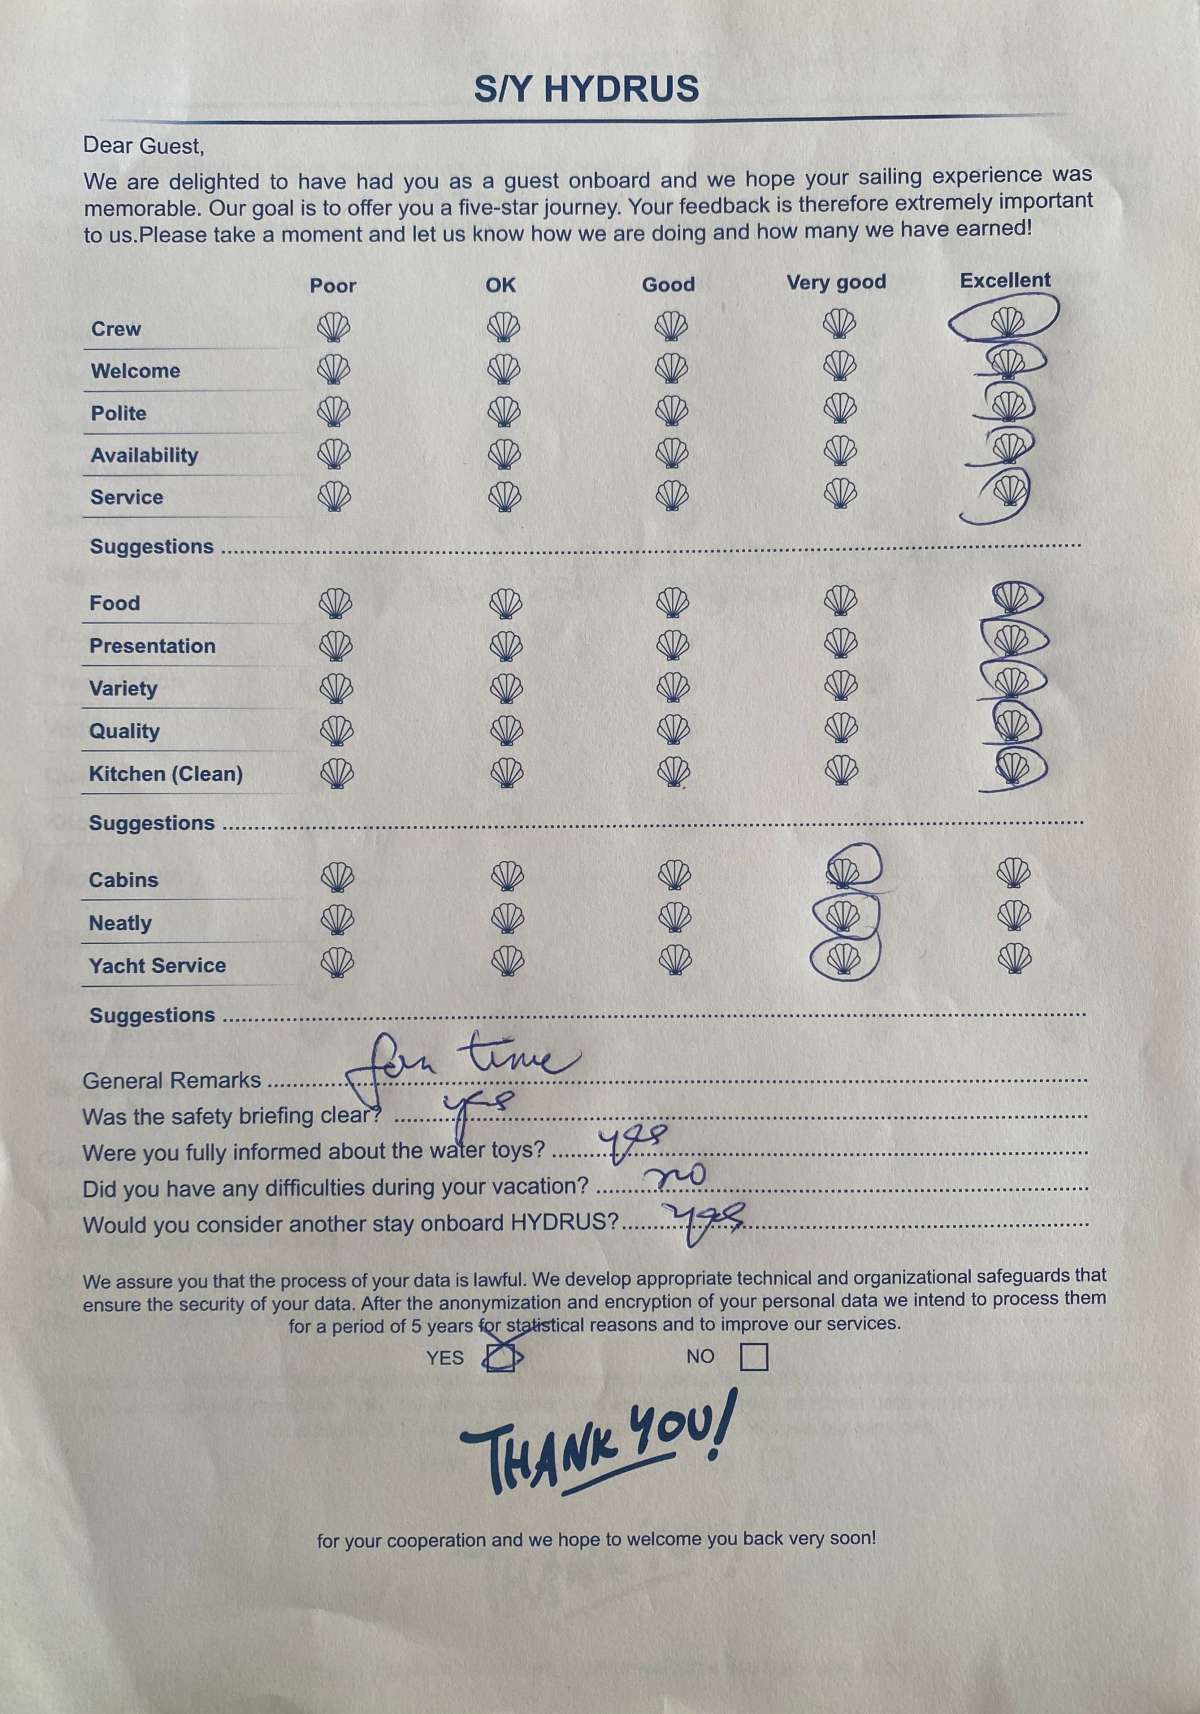 S/Y HYDRUS
Dear Guest,
We are delighted to have had you as a guest onboard and we hope your sailing experience was
memorable. Our goal is to offer you a five-star journey. Your feedback is therefore extremely important
to us.Please take a moment and let us know how we are doing and how many we have earned!
Poor OK Good Very good Excellent
Crew
Welcome
Polite
Availability
Service
Suggestions
Food
Presentation
Variety
Quality
Kitchen (Clean)
Suggestions
Cabins
Neatly
Yacht Service
Suggestions
General Remarks fun time
Was the safety briefing clear? yes
Were you fully informed about the water toys? yes
Did you have any difficulties during your vacation? no
Would you consider another stay onboard HYDRUS? yes
We assure you that the process of your data is lawful. We develop appropriate technical and organizational safeguards that
ensure the security of your data. After the anonymization and encryption of your personal data we intend to process them
for a period of 5 years for statistical reasons and to improve our services.
YES NO
THANK YOU!
for your cooperation and we hope to welcome you back very soon!